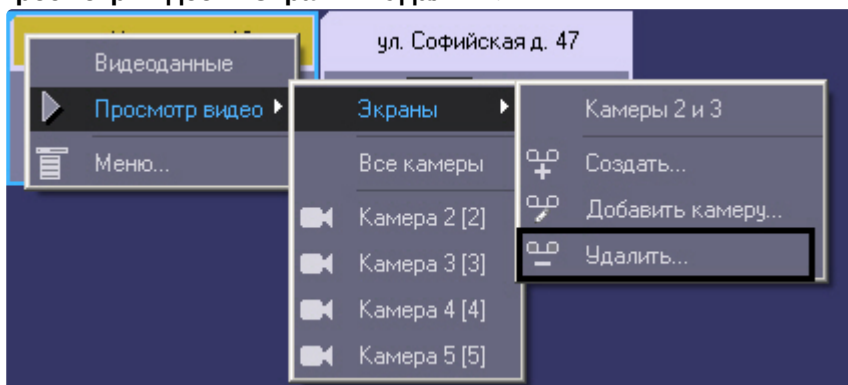 ул. Софийская д. 47
Видеоданные
Просмотр видео
Меню...
Экраны
Все камеры
Камера 2 [2]
Камера 3 [3]
Камера 4 [4]
Камера 5 [5]
Камеры 2 и 3
Создать...
Добавить камеру...
Удалить...